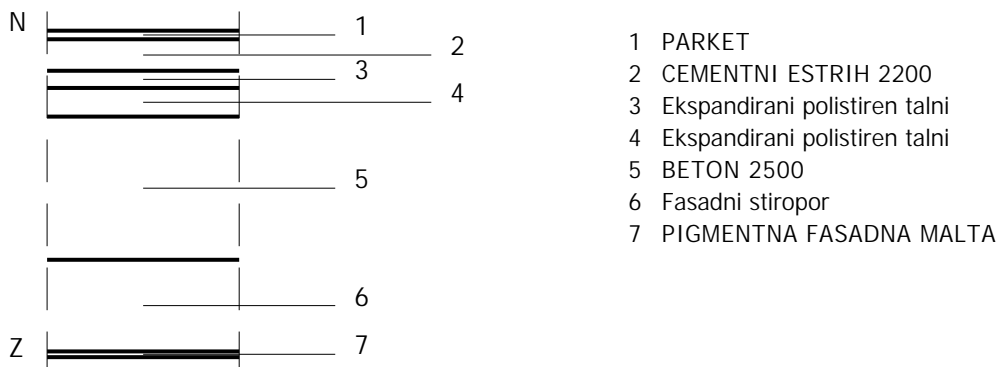 N
1
2
3
4
5
6
Z
7
1 PARKET
2 CEMENTNI ESTRIH 2200
3 Ekspandirani polistiren talni
4 Ekspandirani polistiren talni
5 BETON 2500
6 Fasadni stiropor
7 PIGMENTNA FASADNA MALTA